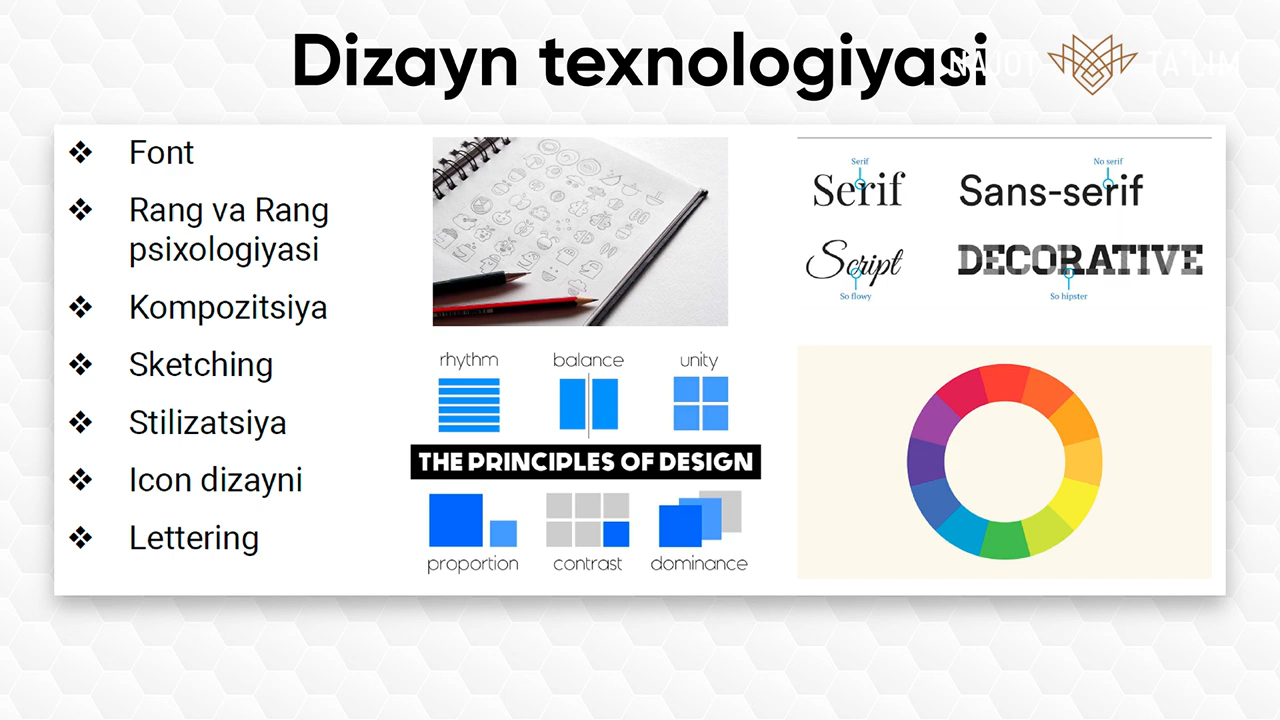 Dizayn texnologiyasi
NAJOT TA'LIM
Font
Rang va Rang
psixologiyasi
Kompozitsiya
Sketching
Stilizatsiya
Icon dizayni
Lettering
Serif
Serif
No serif
Sans-serif
Script
So flowy
DECORATIVE
So hipster
rhythm
balance
unity
THE PRINCIPLES OF DESIGN
proportion
contrast
dominance